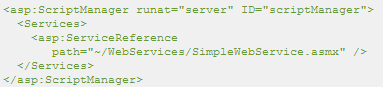 <asp:ScriptManager runat="server" ID="scriptManager">
<Services>
<asp:ServiceReference
path="~/WebServices/SimpleWebService.asmx" />
</Services>
</asp:ScriptManager>